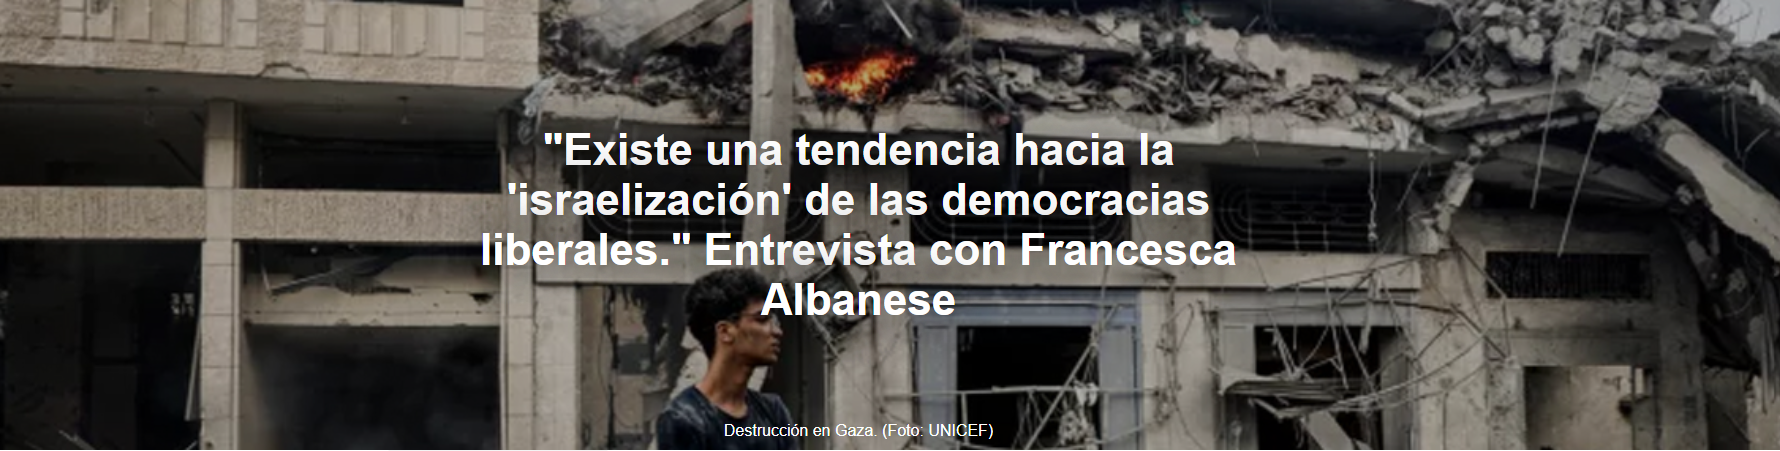 "Existe una tendencia hacia la
'israelización' de las democracias
liberales." Entrevista con Francesca
Albanese
Destrucción en Gaza. (Foto: UNICEF)